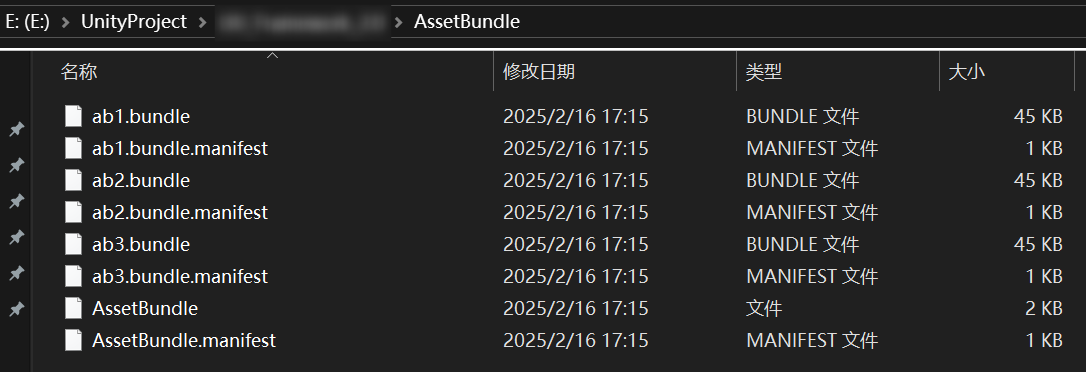 E: (E:) > UnityProject > > AssetBundle
名称 修改日期 类型 大小
ab1.bundle 2025/2/16 17:15 BUNDLE 文件 45 KB
ab1.bundle.manifest 2025/2/16 17:15 MANIFEST 文件 1 KB
ab2.bundle 2025/2/16 17:15 BUNDLE 文件 45 KB
ab2.bundle.manifest 2025/2/16 17:15 MANIFEST 文件 1 KB
ab3.bundle 2025/2/16 17:15 BUNDLE 文件 45 KB
ab3.bundle.manifest 2025/2/16 17:15 MANIFEST 文件 1 KB
AssetBundle 2025/2/16 17:15 文件 2 KB
AssetBundle.manifest 2025/2/16 17:15 MANIFEST 文件 1 KB